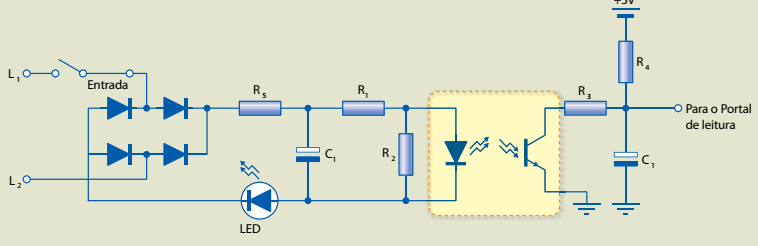 +5V
L1
Entrada
R5
R1
R3
R4
Para o Portal
de leitura
C1
R2
C1
L2
LED